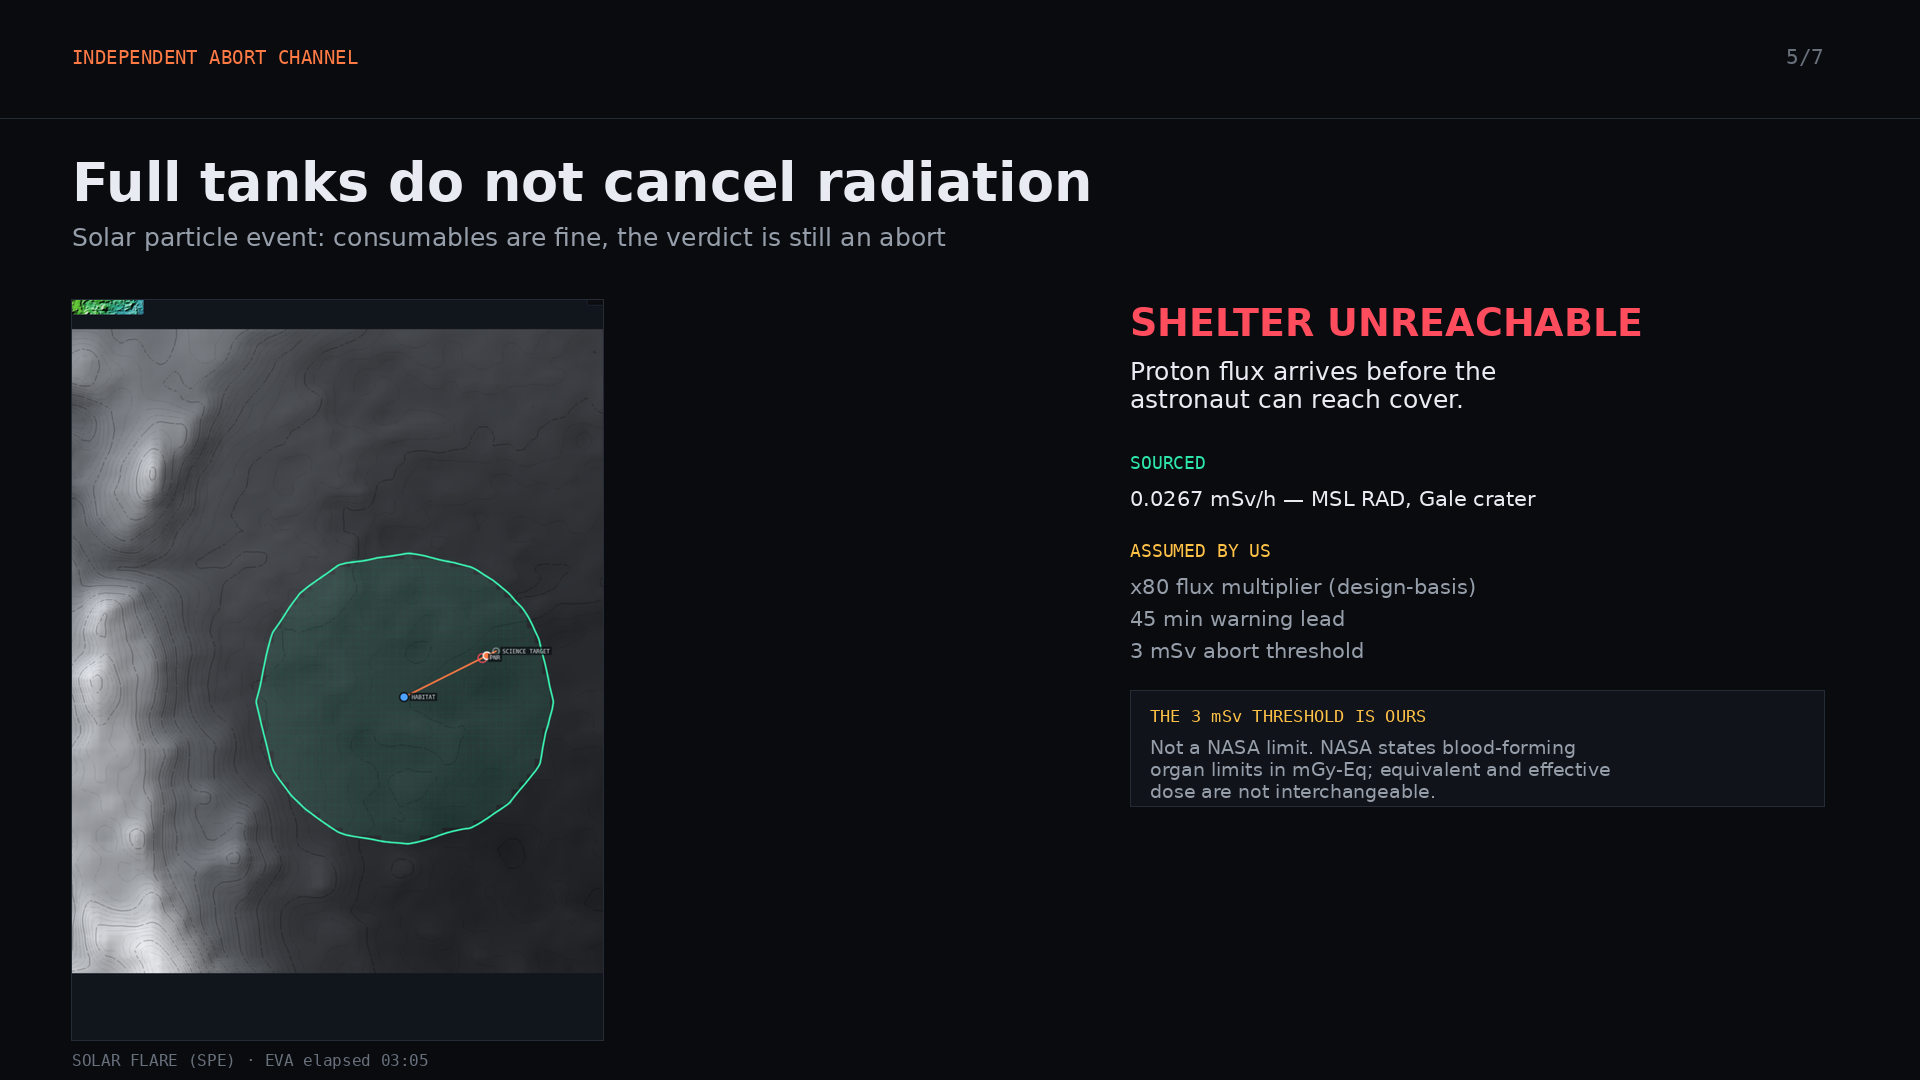 INDEPENDENT ABORT CHANNEL
5/7
Full tanks do not cancel radiation
Solar particle event: consumables are fine, the verdict is still an abort
SCIENCE TARGET
PNR
HABITAT
SOLAR FLARE (SPE) · EVA elapsed 03:05
SHELTER UNREACHABLE
Proton flux arrives before the
astronaut can reach cover.
SOURCED
0.0267 mSv/h — MSL RAD, Gale crater
ASSUMED BY US
x80 flux multiplier (design-basis)
45 min warning lead
3 mSv abort threshold
THE 3 mSv THRESHOLD IS OURS
Not a NASA limit. NASA states blood-forming
organ limits in mGy-Eq; equivalent and effective
dose are not interchangeable.